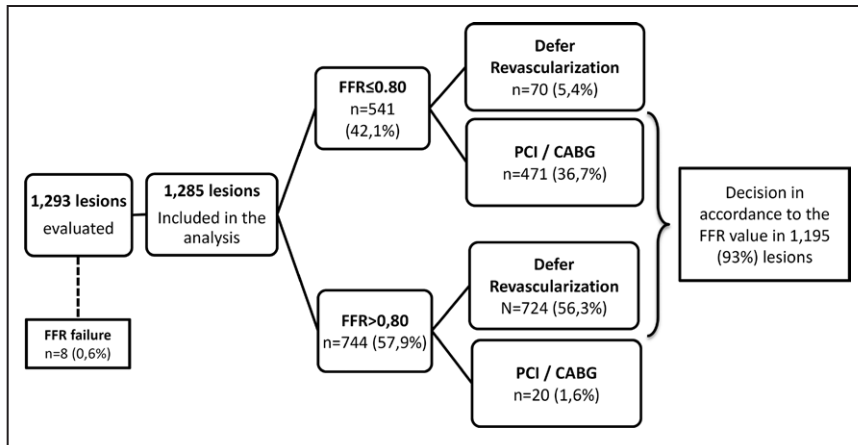 1,293 lesions
evaluated
FFR failure
n=8 (0,6%)
1,285 lesions
Included in the
analysis
FFR≤0.80
n=541
(42,1%)
Defer
Revascularization
n=70 (5,4%)
PCI / CABG
n=471 (36,7%)
FFR>0,80
n=744 (57,9%)
Defer
Revascularization
N=724 (56,3%)
PCI / CABG
n=20 (1,6%)
Decision in
accordance to the
FFR value in 1,195
(93%) lesions